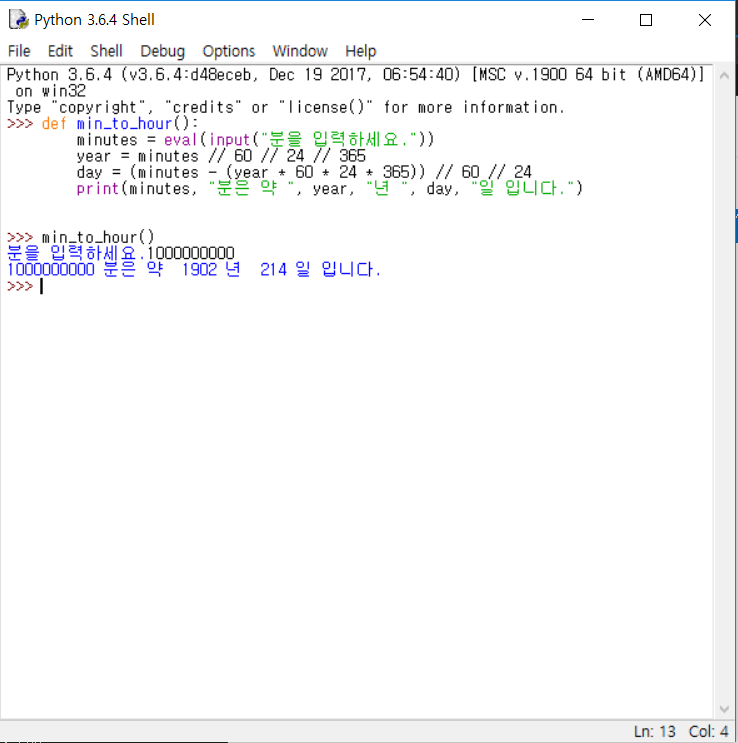 Python 3.6.4 Shell
File Edit Shell Debug Options Window Help
Python 3.6.4 (v3.6.4:d48eceb, Dec 19 2017, 06:54:40) [MSC v.1900 64 bit (AMD64)]
 on win32
Type "copyright", "credits" or "license()" for more information.
>>> def min_to_hour():
        minutes = eval(input("분을 입력하세요."))
        year = minutes // 60 // 24 // 365
        day = (minutes - (year * 60 * 24 * 365)) // 60 // 24
        print(minutes, "분은 약 ", year, "년 ", day, "일 입니다.")
>>> min_to_hour()
분을 입력하세요.1000000000
1000000000 분은 약  1902 년  214 일 입니다.
>>>
Ln: 13 Col: 4